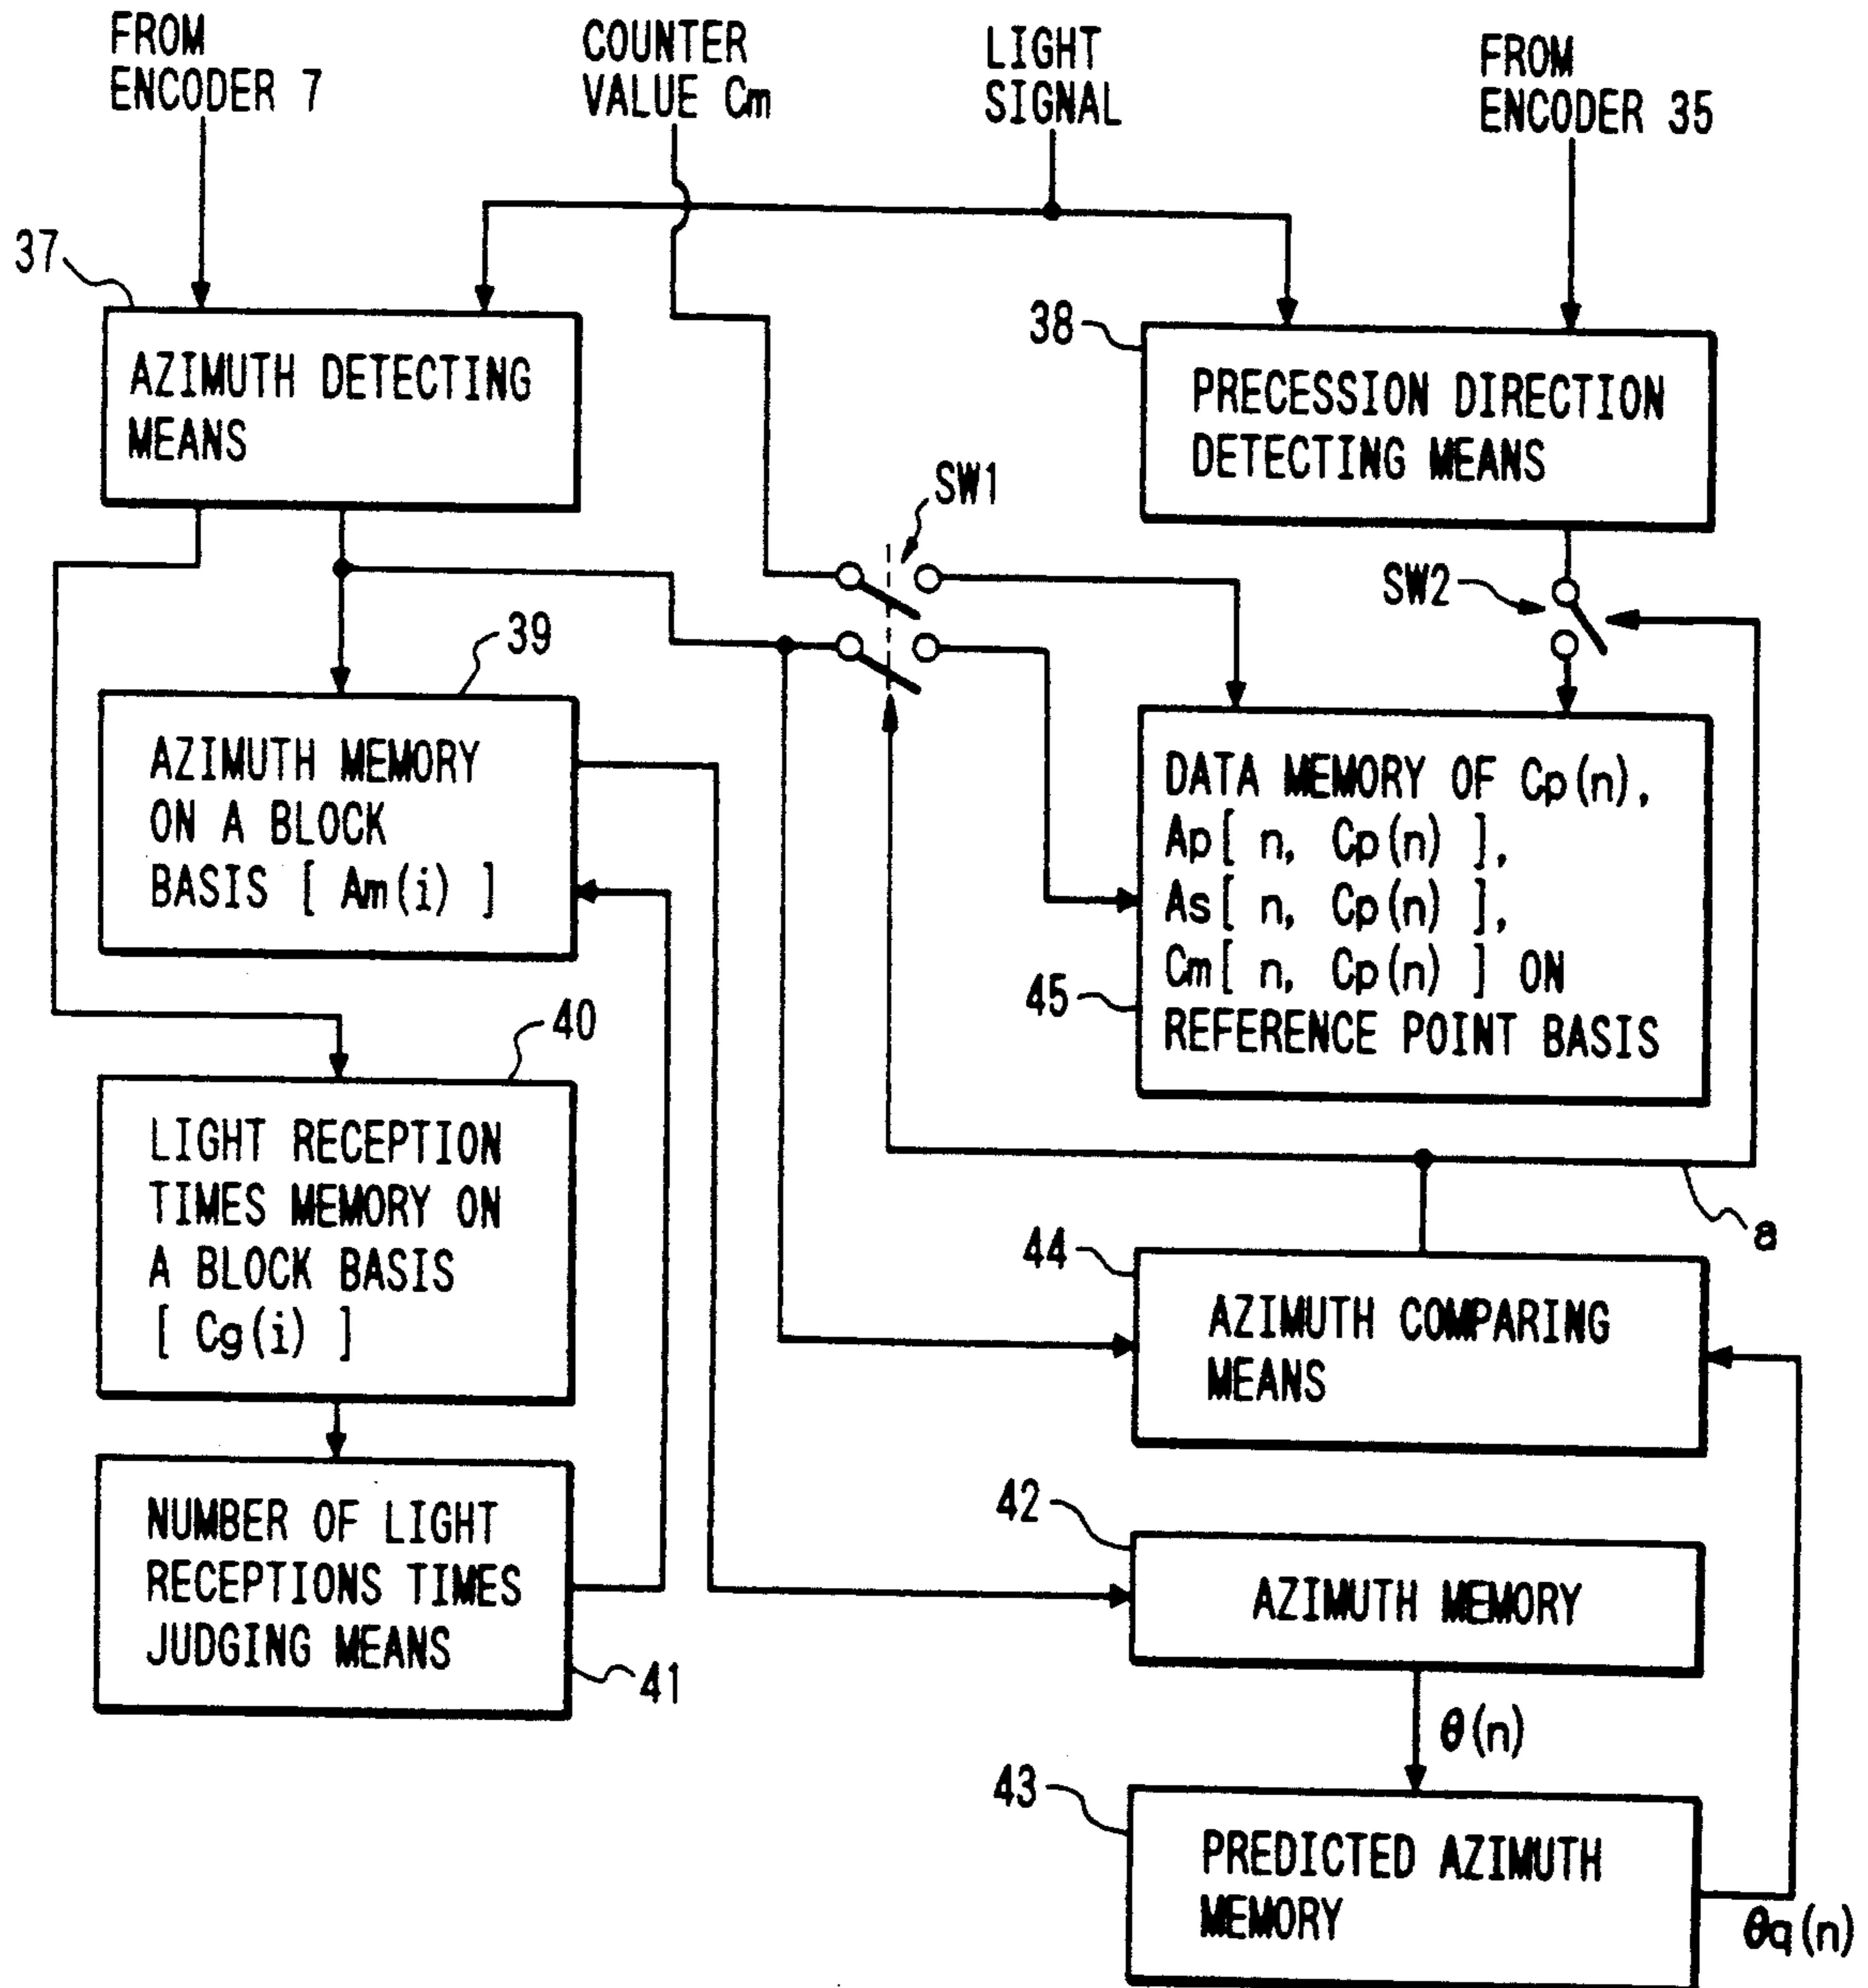 FROM
ENCODER 7
COUNTER
VALUE Cm
LIGHT
SIGNAL
FROM
ENCODER 35
37
AZIMUTH DETECTING
MEANS
38
PRECESSION DIRECTION
DETECTING MEANS
SW1
SW2
39
AZIMUTH MEMORY
ON A BLOCK
BASIS [ Am(i) ]
DATA MEMORY OF Cp(n),
Ap[ n, Cp(n) ],
As[ n, Cp(n) ],
Cm[ n, Cp(n) ] ON
REFERENCE POINT BASIS
45
40
LIGHT RECEPTION
TIMES MEMORY ON
A BLOCK BASIS
[ Cg(i) ]
a
44
AZIMUTH COMPARING
MEANS
NUMBER OF LIGHT
RECEPTIONS TIMES
JUDGING MEANS
41
42
AZIMUTH MEMORY
θ(n)
43
PREDICTED AZIMUTH
MEMORY
θq(n)